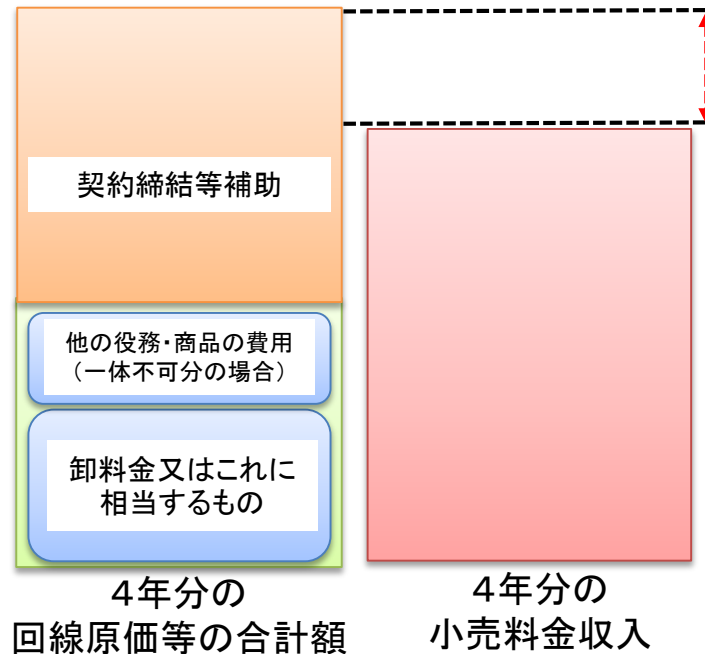 契約締結等補助
他の役務・商品の費用
（一体不可分の場合）
卸料金又はこれに
相当するもの
４年分の
回線原価等の合計額
４年分の
小売料金収入